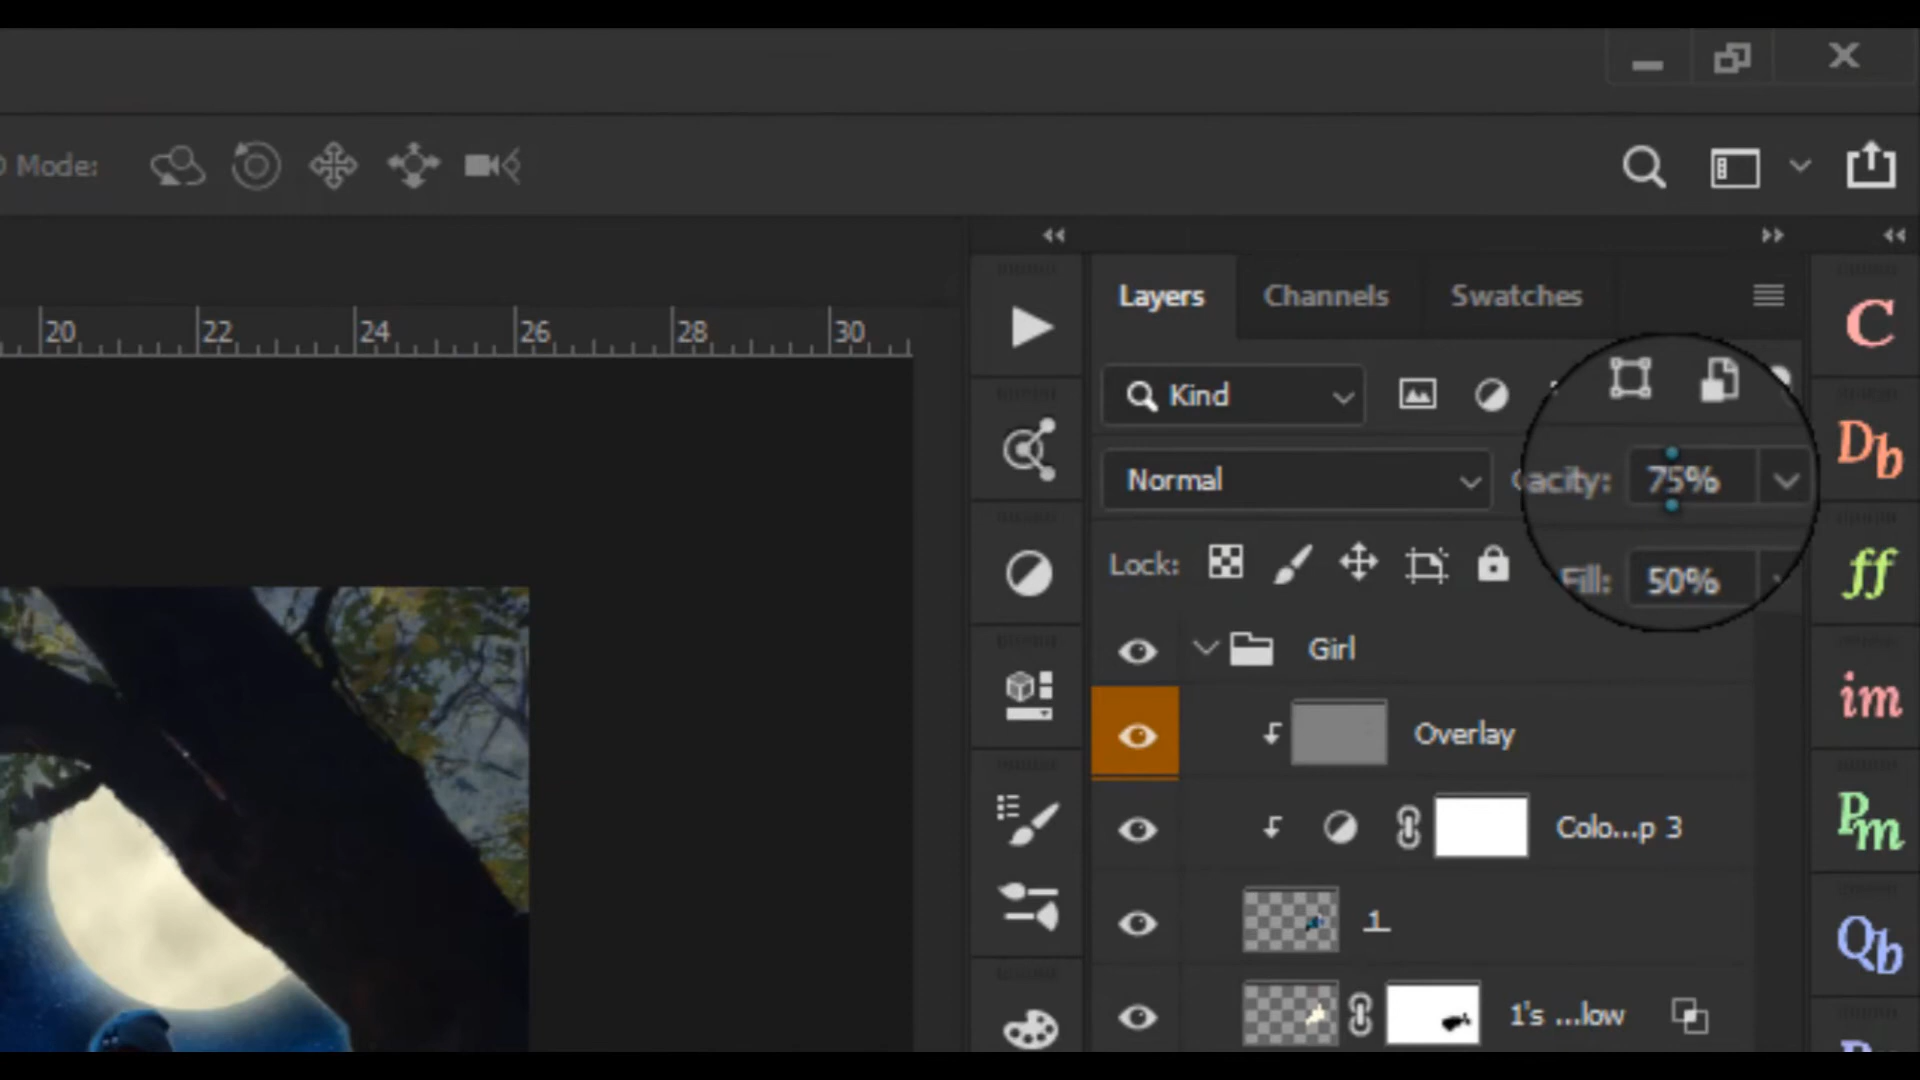 Mode:
20 22 24 26 28 30
Layers Channels Swatches
Kind
Normal
acity: 75%
Lock:
Fill: 50%
Girl
Overlay
Colo...p 3
1
1's ...low
C
Db
ff
im
Pm
Qb